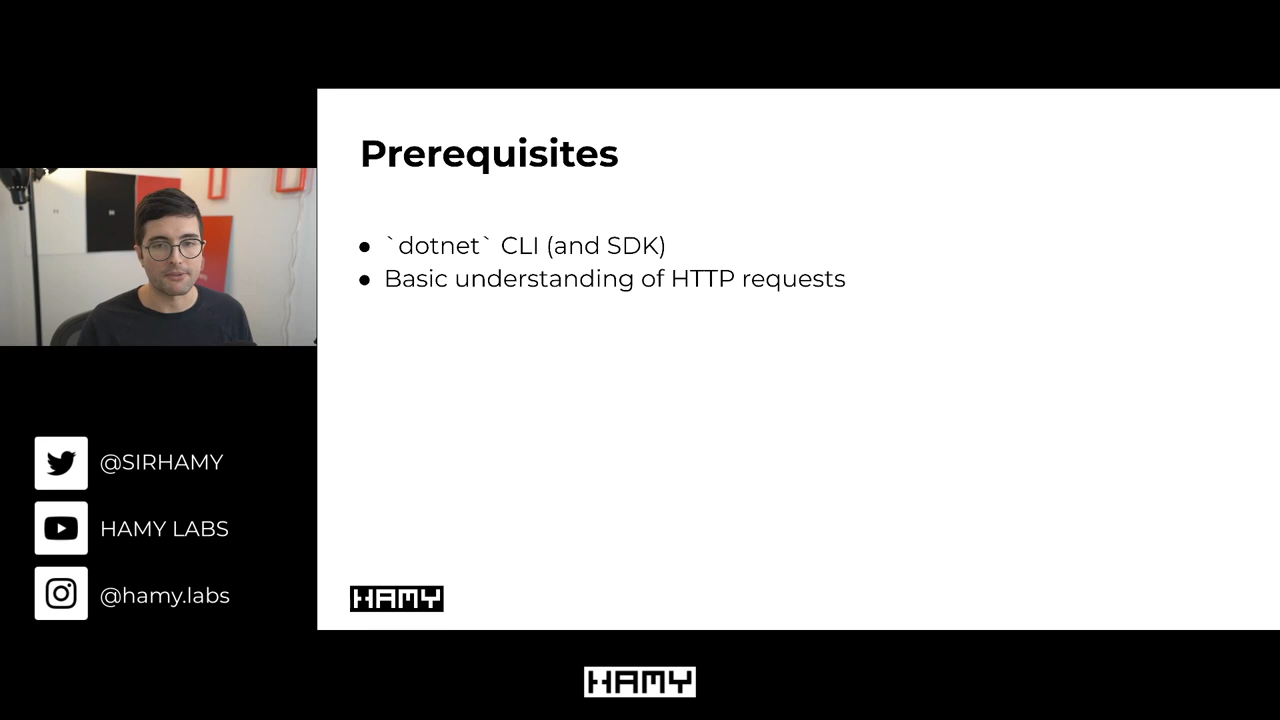 Prerequisites
● `dotnet` CLI (and SDK)
● Basic understanding of HTTP requests
@SIRHAMY
HAMY LABS
@hamy.labs
HAMY
HAMY